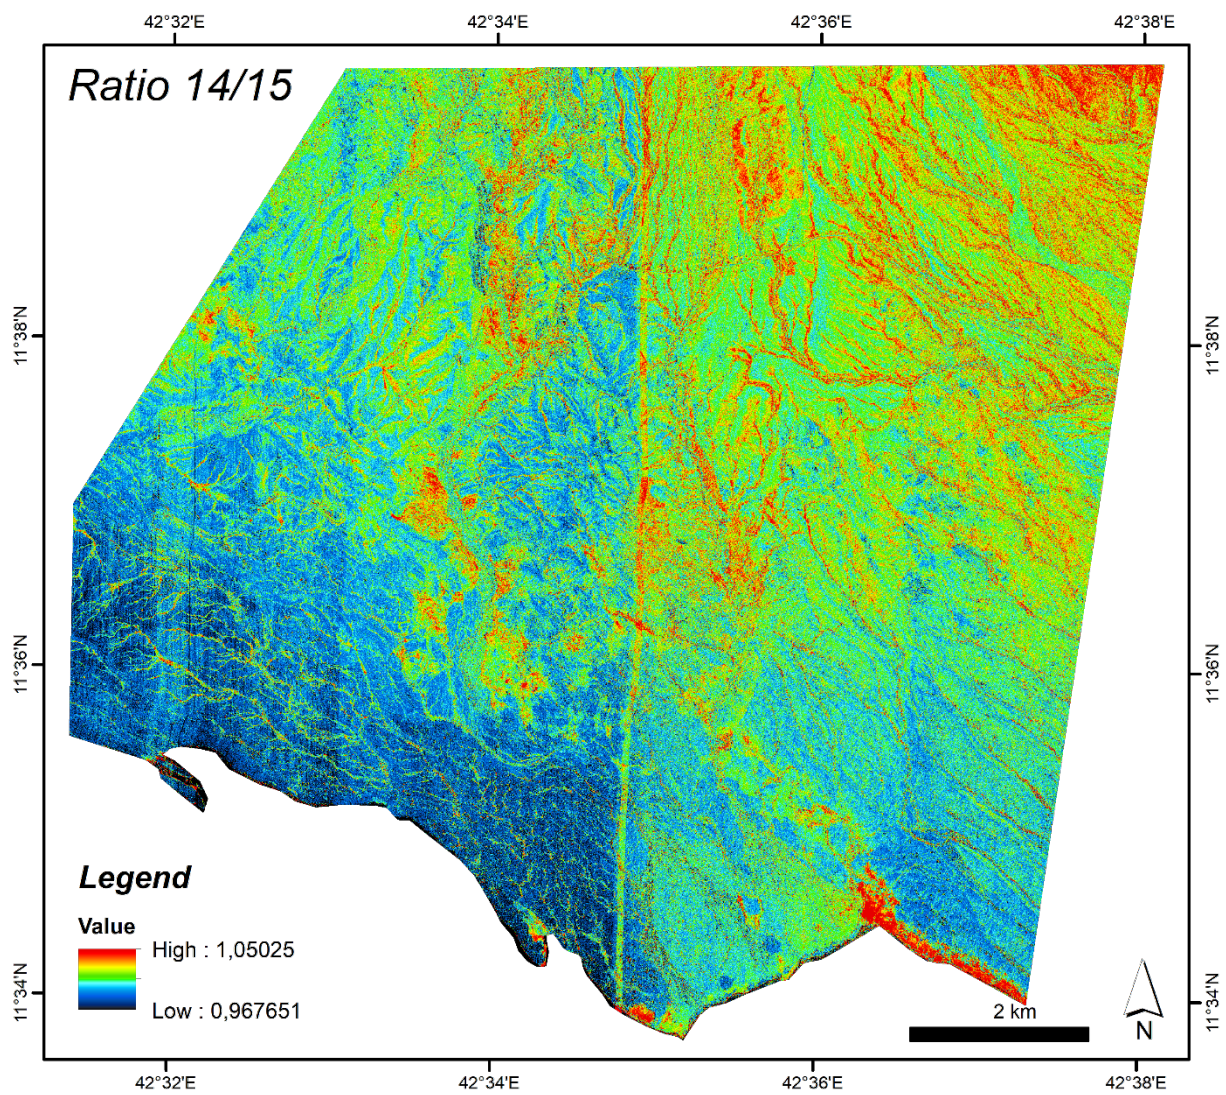 42°32'E 42°34'E 42°36'E 42°38'E
Ratio 14/15
11°38'N 11°38'N
11°36'N 11°36'N
Legend
Value
High : 1,05025
Low : 0,967651
11°34'N 11°34'N
2 km
N
42°32'E 42°34'E 42°36'E 42°38'E